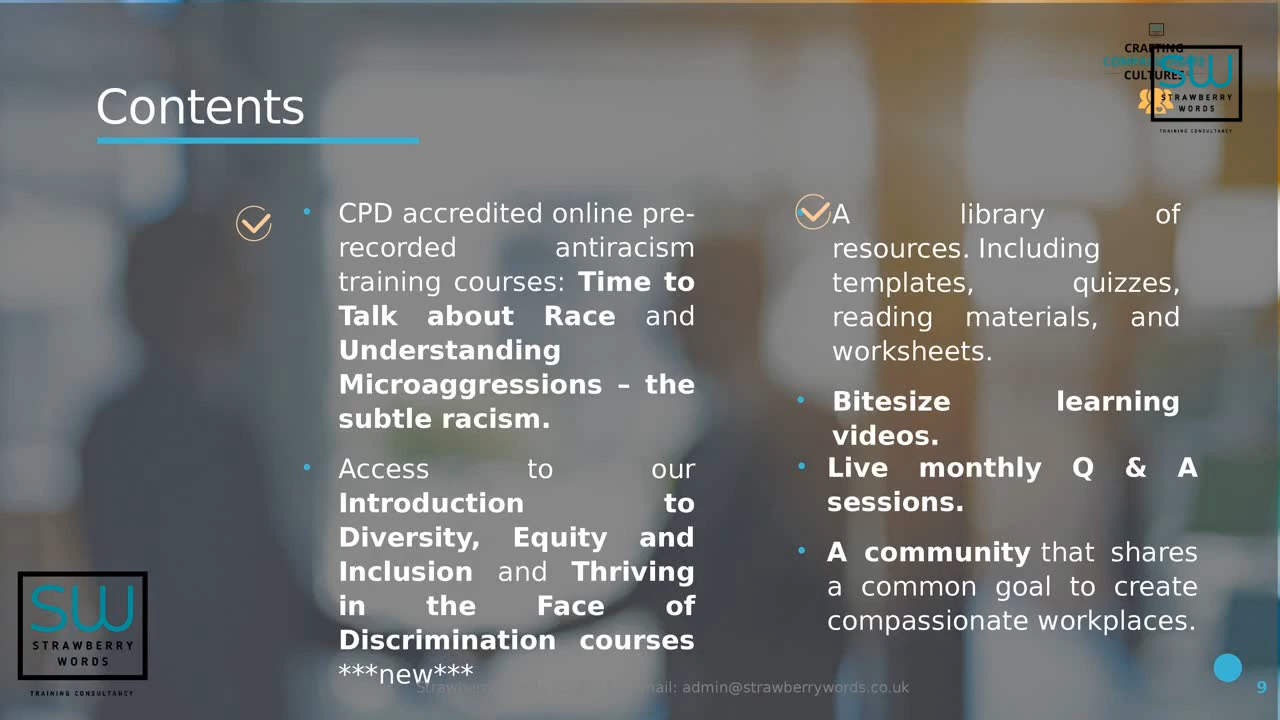 Contents
CRAFTING
CULTURES
SW
STRAWBERRY
WORDS
TRAINING CONSULTANCY
• CPD accredited online pre-
recorded antiracism
training courses: Time to
Talk about Race and
Understanding
Microaggressions – the
subtle racism.
• Access to our
Introduction to
Diversity, Equity and
Inclusion and Thriving
in the Face of
Discrimination courses
***new***
• A library of
resources. Including
templates, quizzes,
reading materials, and
worksheets.
• Bitesize learning
videos.
• Live monthly Q & A
sessions.
• A community that shares
a common goal to create
compassionate workplaces.
SW
STRAWBERRY
WORDS
TRAINING CONSULTANCY
admin@strawberrywords.co.uk
9